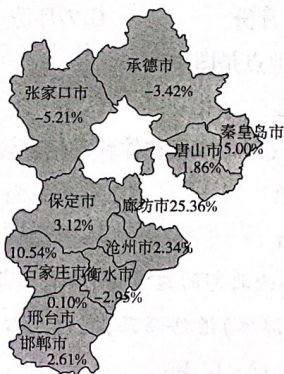 承德市
-3.42%
张家口市
-5.21%
秦皇岛市
5.00%
唐山市
1.86%
保定市
3.12%
廊坊市25.36%
沧州市2.34%
10.54%
石家庄市
衡水市
-2.95%
0.10%
邢台市
邯郸市
2.61%